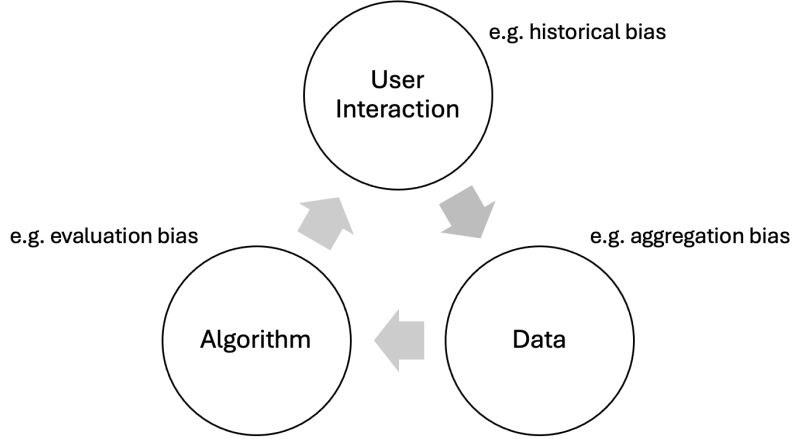 e.g. historical bias
User
Interaction
e.g. evaluation bias
e.g. aggregation bias
Algorithm
Data